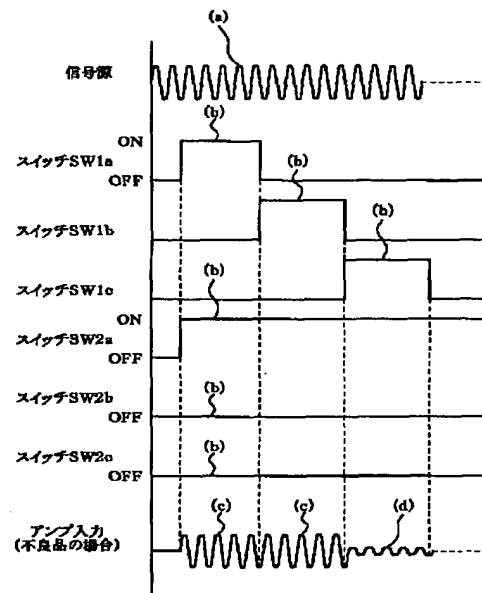 (a)
信号源
(b)
ON
スイッチSW1a
OFF
(b)
スイッチSW1b
(b)
スイッチSW1c
(b)
ON
スイッチSW2a
OFF
スイッチSW2b
(b)
OFF
スイッチSW2c
(b)
OFF
アンプ入力
(不良品の場合)
(c)
(c)
(d)